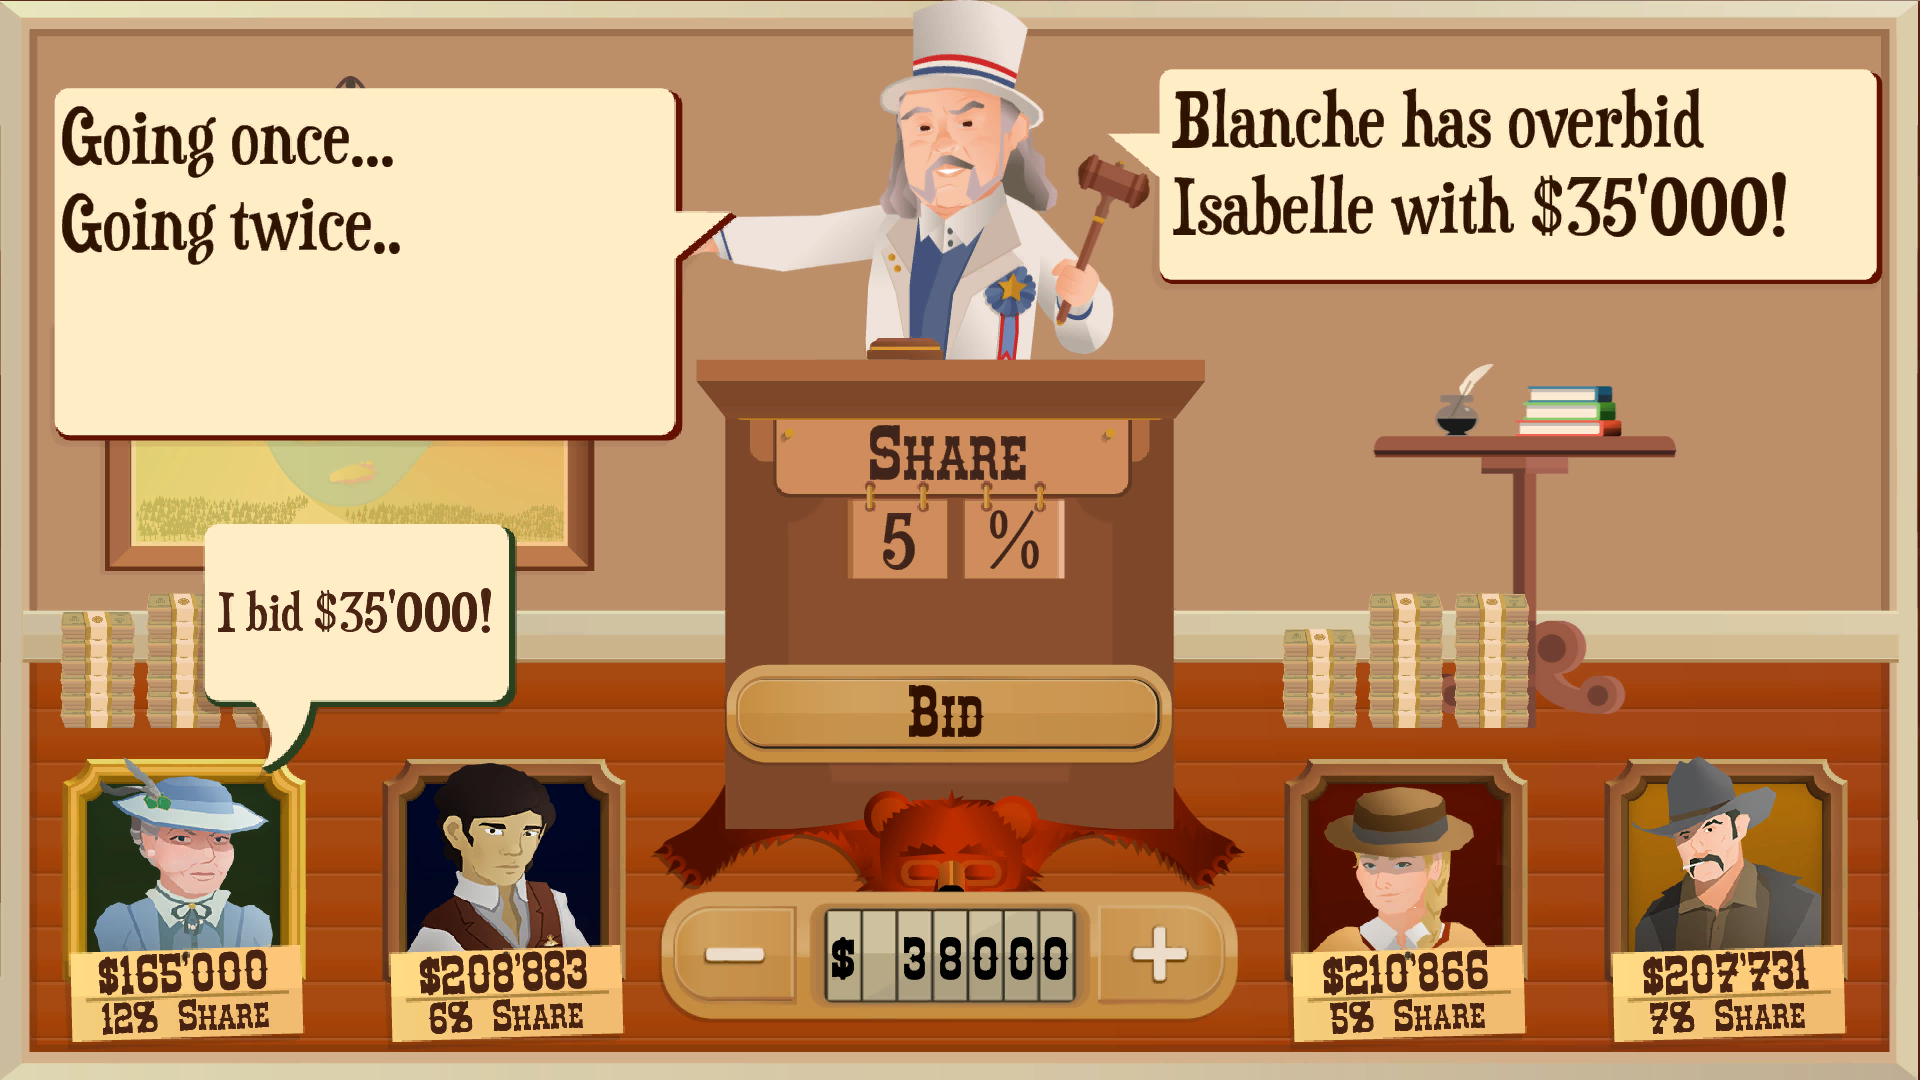 Going once...
Going twice..
Blanche has overbid
Isabelle with $35'000!
SHARE
5 %
I bid $35'000!
BID
$165'000
12% SHARE
$208'883
6% SHARE
$ 38000
$210'866
5% SHARE
$207'731
7% SHARE